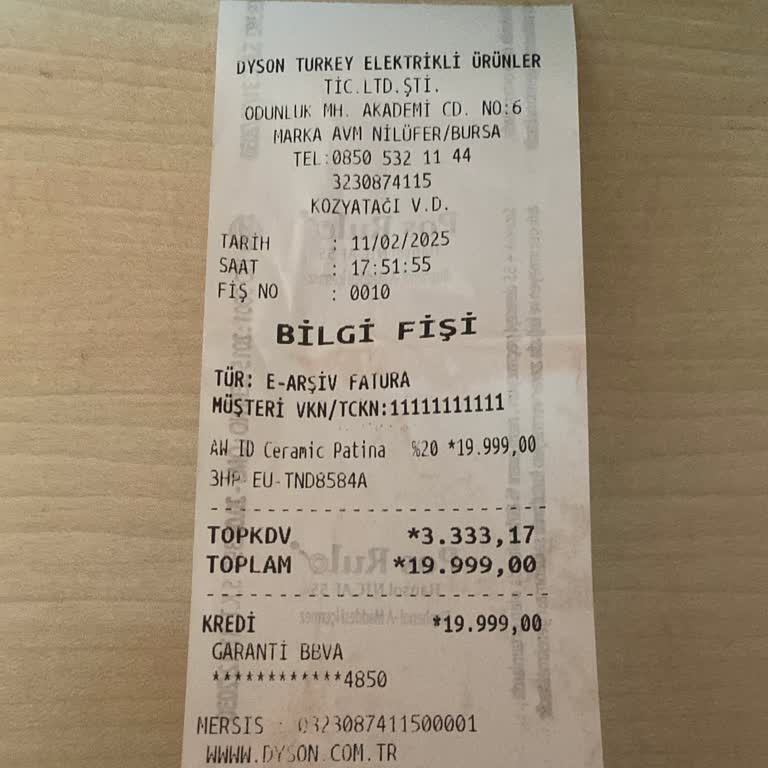 DYSON TURKEY ELEKTRİKLİ ÜRÜNLER
TİC.LTD.ŞTİ.
ODUNLUK MH. AKADEMİ CD. NO:6
MARKA AVM NİLÜFER/BURSA
TEL:0850 532 11 44
3230874115
KOZYATAĞI V.D.
TARİH : 11/02/2025
SAAT : 17:51:55
FİŞ NO : 0010
BİLGİ FİŞİ
TÜR: E-ARŞİV FATURA
MÜŞTERİ VKN/TCKN:11111111111
AW ID Ceramic Patina %20 *19.999,00
3HP EU-TND8584A
TOPKDV *3.333,17
TOPLAM *19.999,00
KREDİ *19.999,00
GARANTİ BBVA
************4850
MERSIS : 0323087411500001
WWWW.DYSON.COM.TR